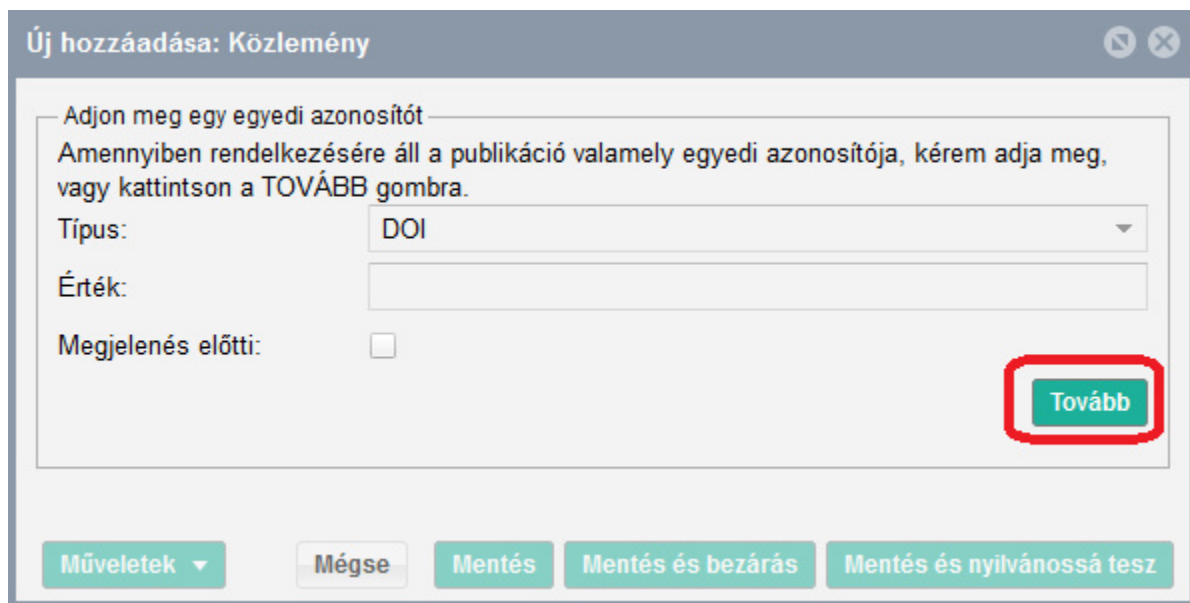 Új hozzáadása: Közlemény
Adjon meg egy egyedi azonosítót
Amennyiben rendelkezésére áll a publikáció valamely egyedi azonosítója, kérem adja meg,
vagy kattintson a TOVÁBB gombra.
Típus: DOI
Érték:
Megjelenés előtti:
Tovább
Műveletek Mégse Mentés Mentés és bezárás Mentés és nyilvánossá tesz